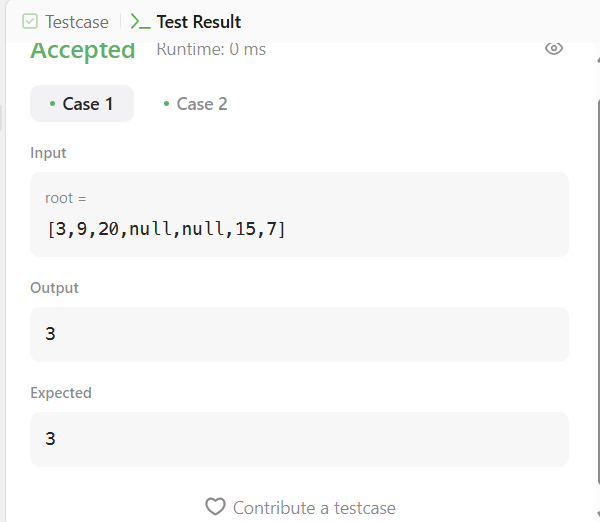 Testcase Test Result
Accepted Runtime: 0 ms
Case 1 Case 2
Input
root =
[3,9,20,null,null,15,7]
Output
3
Expected
3
Contribute a testcase